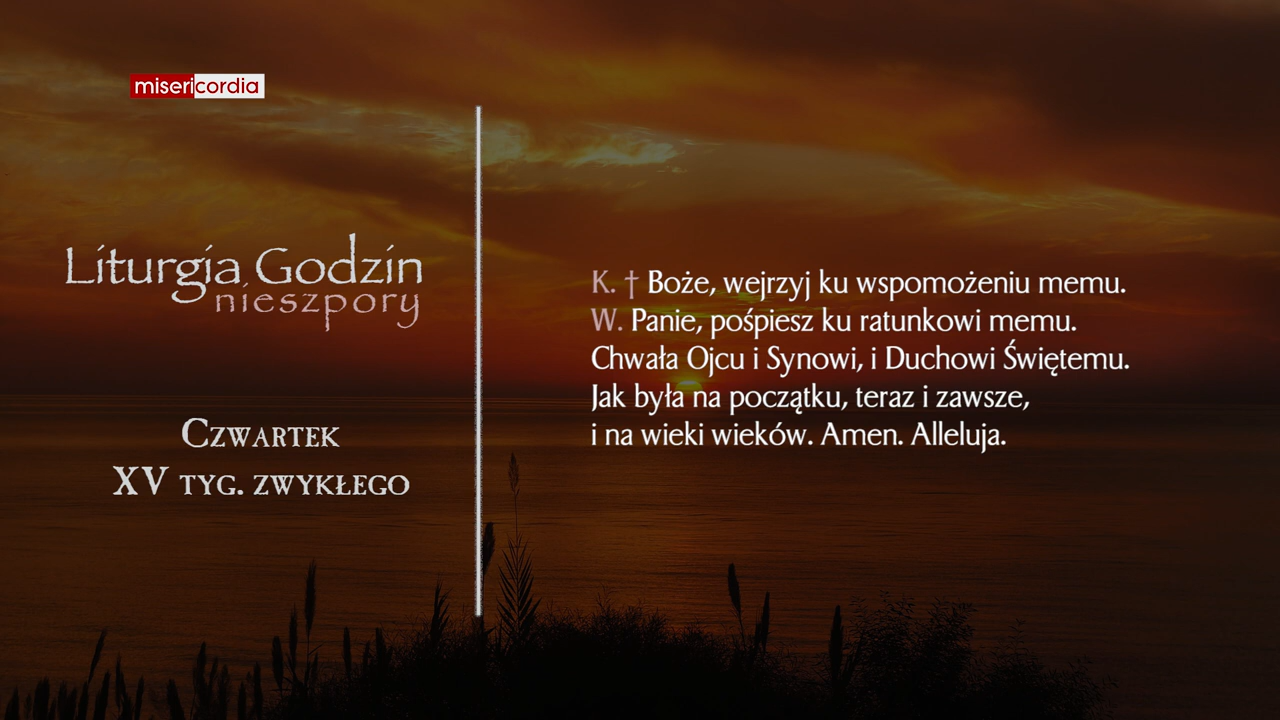 misericordia
Liturgia Godzin
nieszpory
Czwartek
XV tyg. zwykłego
K. † Boże, wejrzyj ku wspomożeniu memu.
W. Panie, pośpiesz ku ratunkowi memu.
Chwała Ojcu i Synowi, i Duchowi Świętemu.
Jak była na początku, teraz i zawsze,
i na wieki wieków. Amen. Alleluja.